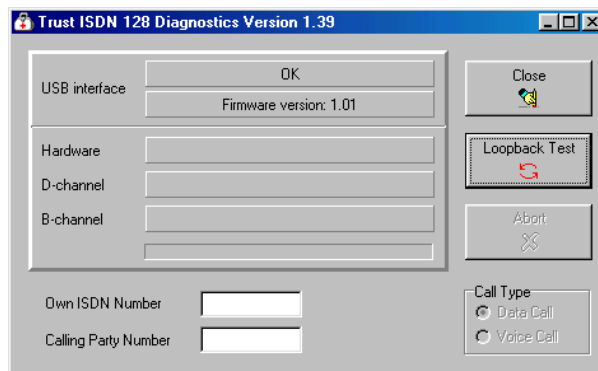 Trust ISDN 128 Diagnostics Version 1.39
USB interface
OK
Firmware version: 1.01
Hardware
D-channel
B-channel
Own ISDN Number
Calling Party Number
Close
Loopback Test
Abort
Call Type
Data Call
Voice Call